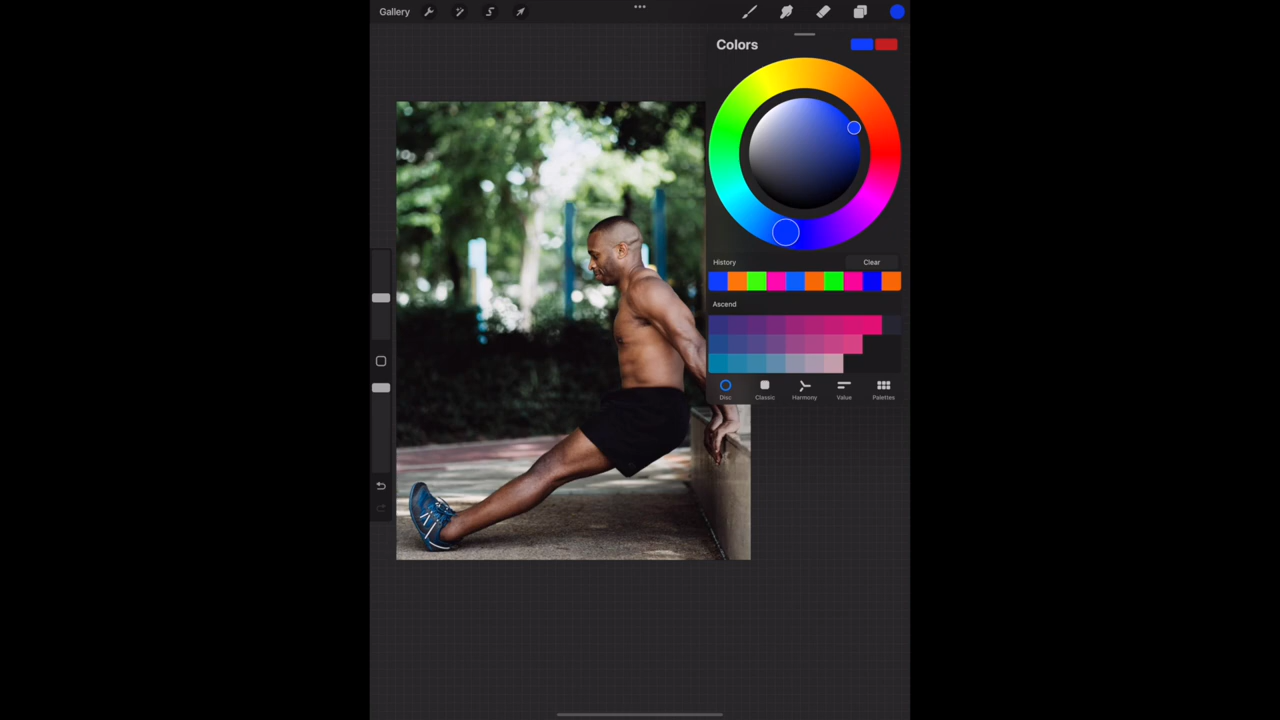 Gallery
Colors
History
Clear
Ascend
Disc
Classic
Harmony
Value
Palettes